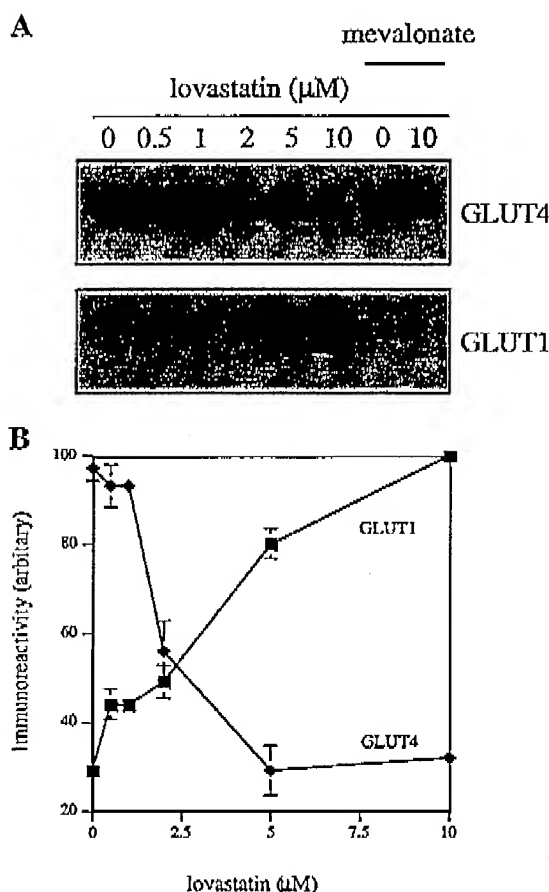 A
mevalonate
lovastatin (μM)
0 0.5 1 2 5 10 0 10
GLUT4
GLUT1
B
100
80
60
40
20
Immunoreactivity (arbitrary)
GLUT1
GLUT4
0 2.5 5 7.5 10
lovastatin (μM)